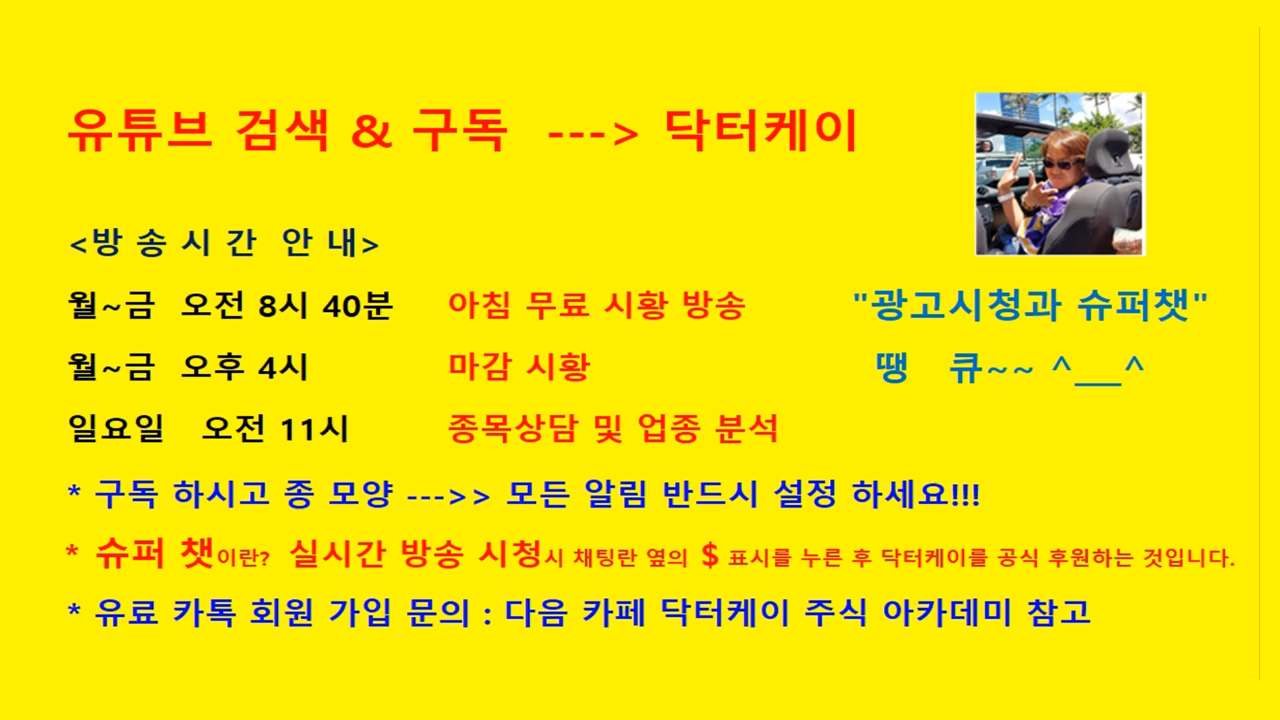 유튜브 검색 & 구독 ---> 닥터케이
<방 송 시 간 안 내>
월~금 오전 8시 40분 아침 무료 시황 방송
월~금 오후 4시 마감 시황
일요일 오전 11시 종목상담 및 업종 분석
"광고시청과 슈퍼챗"
땡 큐~~ ^__^
* 구독 하시고 종 모양 --->> 모든 알림 반드시 설정 하세요!!!
* 슈퍼 챗이란? 실시간 방송 시청시 채팅란 옆의 $ 표시를 누른 후 닥터케이를 공식 후원하는 것입니다.
* 유료 카톡 회원 가입 문의 : 다음 카페 닥터케이 주식 아카데미 참고